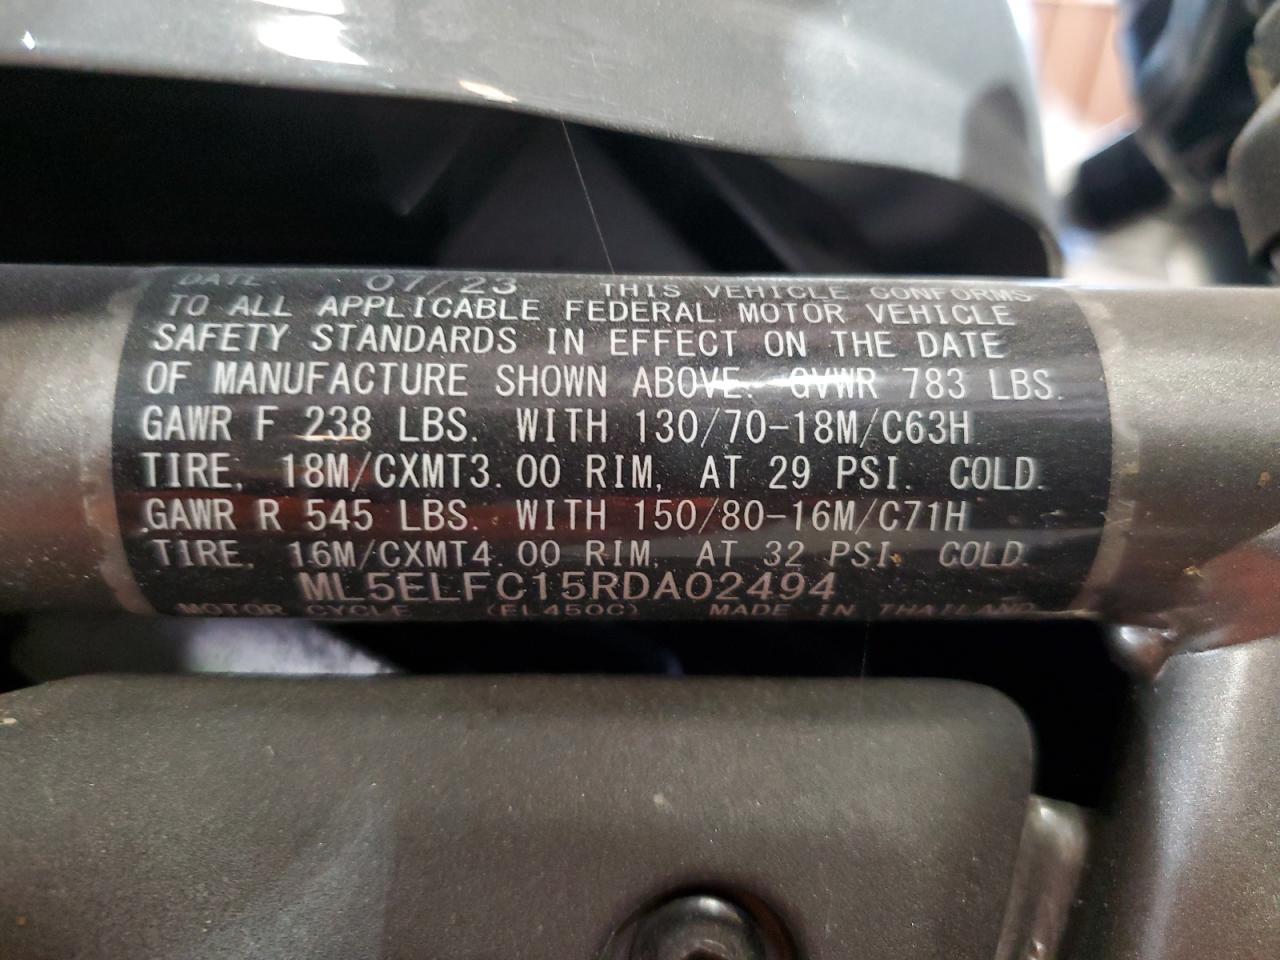 DATE: 07/23 THIS VEHICLE CONFORMS
TO ALL APPLICABLE FEDERAL MOTOR VEHICLE
SAFETY STANDARDS IN EFFECT ON THE DATE
OF MANUFACTURE SHOWN ABOVE. GVWR 783 LBS.
GAWR F 238 LBS. WITH 130/70-18M/C63H
TIRE, 18M/CXMT3.00 RIM, AT 29 PSI. COLD.
GAWR R 545 LBS. WITH 150/80-16M/C71H
TIRE, 16M/CXMT4.00 RIM, AT 32 PSI. COLD.
ML5ELFC15RDA02494
MOTOR CYCLE (EL450C) MADE IN THAILAND